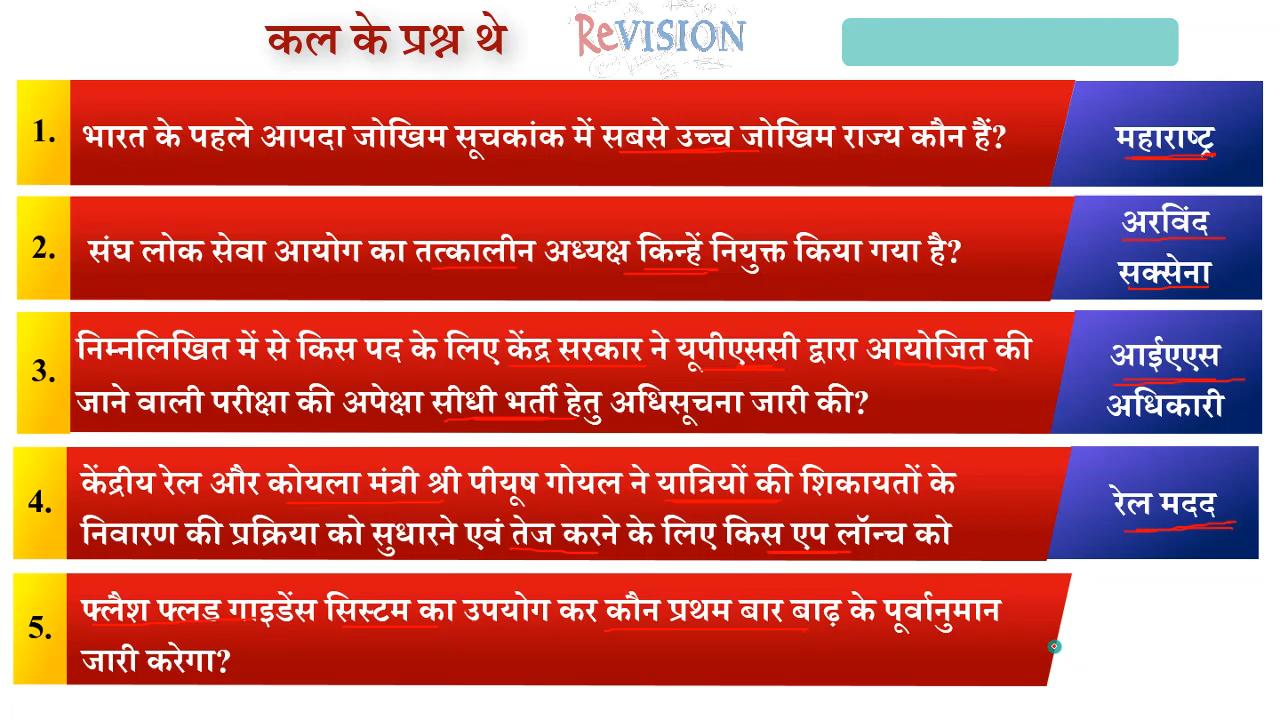 कल के प्रश्न थे
ReVISION
1.
भारत के पहले आपदा जोखिम सूचकांक में सबसे उच्च जोखिम राज्य कौन हैं?
महाराष्ट्र
2.
संघ लोक सेवा आयोग का तत्कालीन अध्यक्ष किन्हें नियुक्त किया गया है?
अरविंद
सक्सेना
3.
निम्नलिखित में से किस पद के लिए केंद्र सरकार ने यूपीएससी द्वारा आयोजित की
जाने वाली परीक्षा की अपेक्षा सीधी भर्ती हेतु अधिसूचना जारी की?
आईएएस
अधिकारी
4.
केंद्रीय रेल और कोयला मंत्री श्री पीयूष गोयल ने यात्रियों की शिकायतों के
निवारण की प्रक्रिया को सुधारने एवं तेज करने के लिए किस एप लॉन्च को
रेल मदद
5.
फ्लैश फ्लड गाइडेंस सिस्टम का उपयोग कर कौन प्रथम बार बाढ़ के पूर्वानुमान
जारी करेगा?